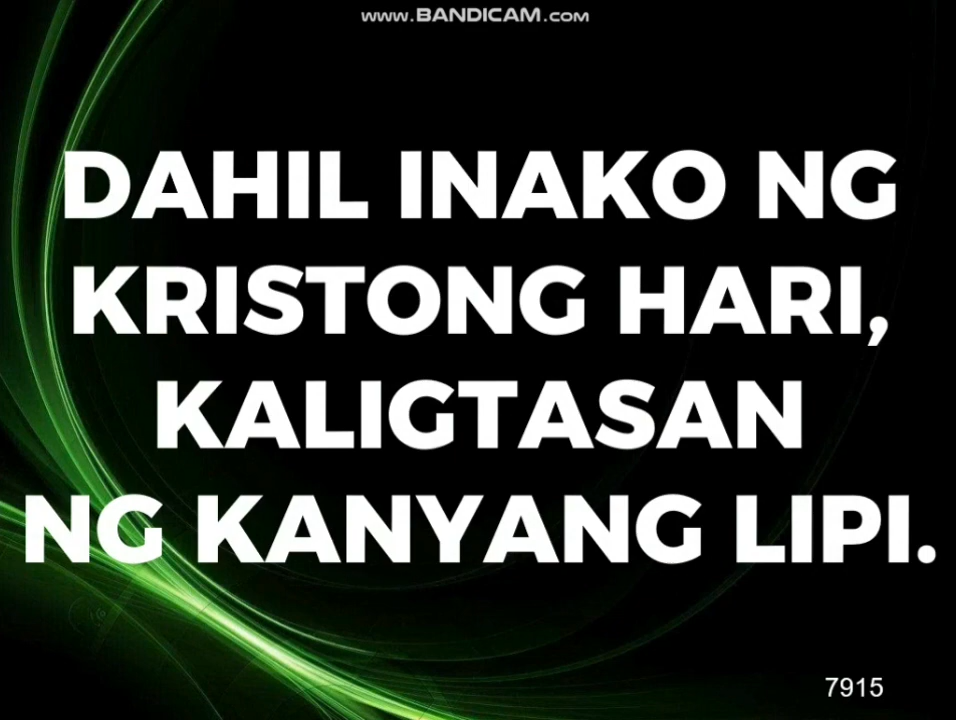 www.BANDICAM.com
DAHIL INAKO NG
KRISTONG HARI,
KALIGTASAN
NG KANYANG LIPI.
7915